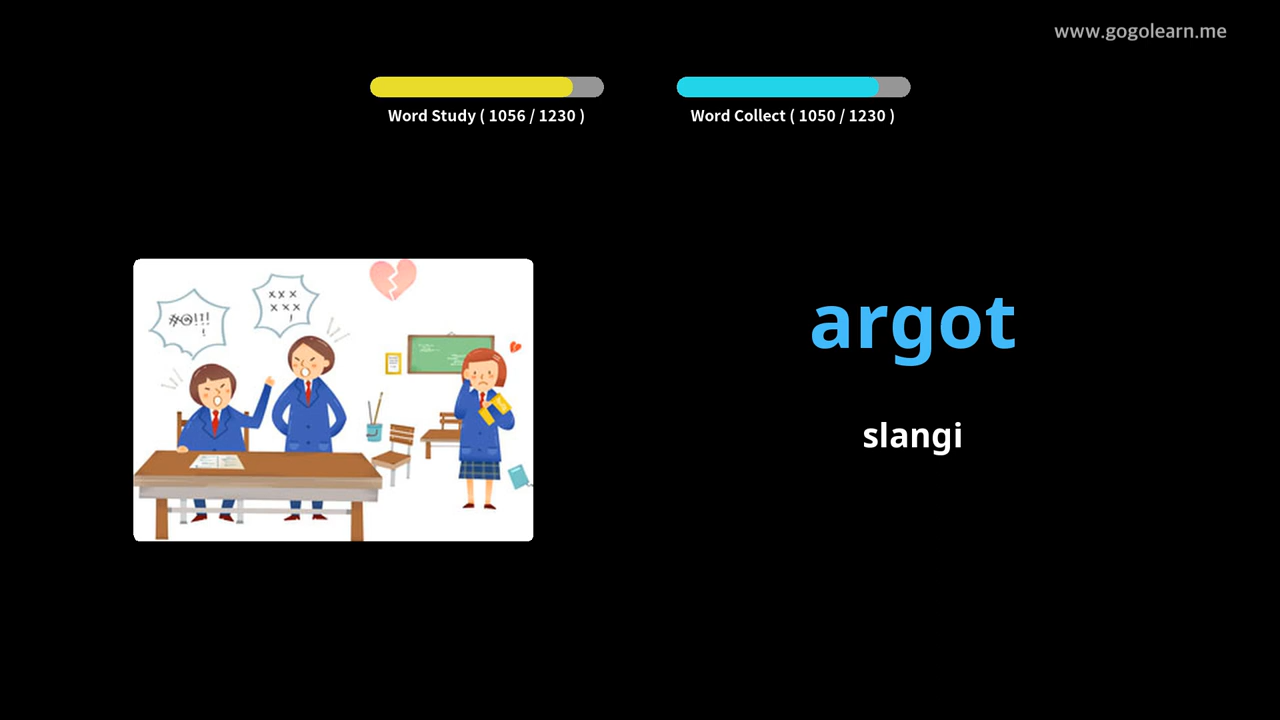 www.gogolearn.me
Word Study ( 1056 / 1230 )
Word Collect ( 1050 / 1230 )
#@!!!
!
x x x
x x x
!
argot
slangi